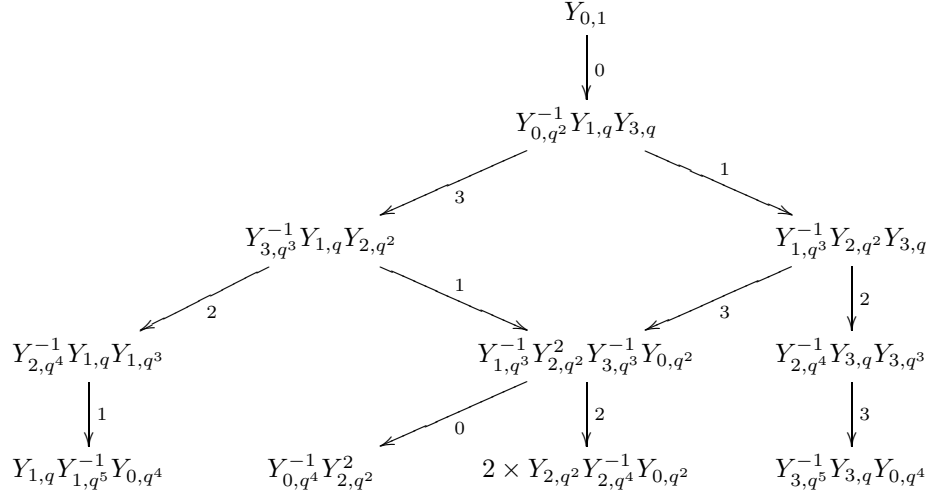 Y_{0,1}
0
Y_{0,q^2}^{-1}Y_{1,q}Y_{3,q}
3 1
Y_{3,q^3}^{-1}Y_{1,q}Y_{2,q^2} Y_{1,q^3}^{-1}Y_{2,q^2}Y_{3,q}
2 1 3 2
Y_{2,q^4}^{-1}Y_{1,q}Y_{1,q^3} Y_{1,q^3}^{-1}Y_{2,q^2}^{2}Y_{3,q^3}^{-1}Y_{0,q^2} Y_{2,q^4}^{-1}Y_{3,q}Y_{3,q^3}
1 0 2 3
Y_{1,q}Y_{1,q^5}^{-1}Y_{0,q^4} Y_{0,q^4}^{-1}Y_{2,q^2}^{2} 2 × Y_{2,q^2}Y_{2,q^4}^{-1}Y_{0,q^2} Y_{3,q^5}^{-1}Y_{3,q}Y_{0,q^4}